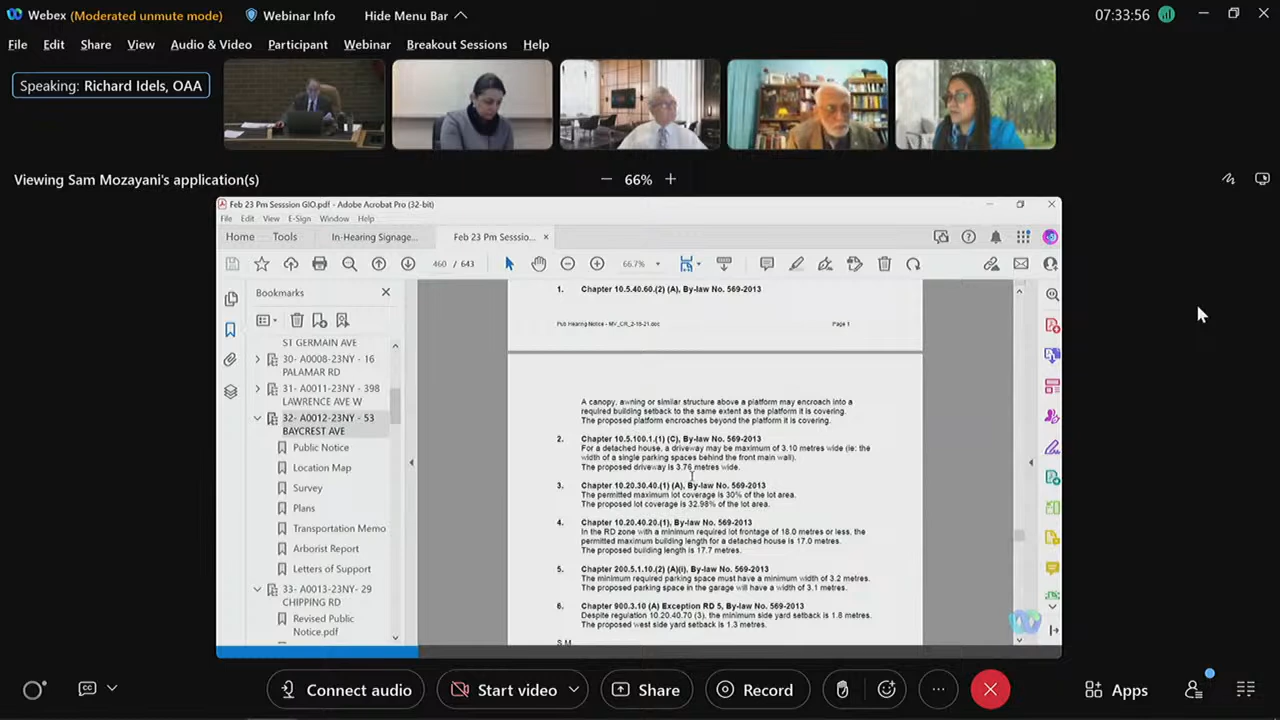 Webex (Moderated unmute mode) Webinar Info Hide Menu Bar 07:33:56
File Edit Share View Audio & Video Participant Webinar Breakout Sessions Help
Speaking: Richard Idels, OAA
Viewing Sam Mozayani's application(s) 66%
Feb 23 Pm Sesssion GIO.pdf - Adobe Acrobat Pro (32-bit)
File Edit View E-Sign Window Help
Home Tools In-Hearing Signage... Feb 23 Pm Sesssio... ×
460 / 643 66.7%
Bookmarks
ST GERMAIN AVE
30- A0008-23NY - 16
PALAMAR RD
31- A0011-23NY - 398
LAWRENCE AVE W
32- A0012-23NY - 53
BAYCREST AVE
Public Notice
Location Map
Survey
Plans
Transportation Memo
Arborist Report
Letters of Support
33- A0013-23NY- 29
CHIPPING RD
Revised Public
Notice.pdf
1. Chapter 10.5.40.60.(2) (A), By-law No. 569-2013
Pub Hearing Notice - MV_CR_2-18-21.doc Page 1
A canopy, awning or similar structure above a platform may encroach into a
required building setback to the same extent as the platform it is covering.
The proposed platform encroaches beyond the platform it is covering.
2. Chapter 10.5.100.1.(1) (C), By-law No. 569-2013
For a detached house, a driveway may be maximum of 3.10 metres wide (ie: the
width of a single parking spaces behind the front main wall).
The proposed driveway is 3.76 metres wide.
3. Chapter 10.20.30.40.(1) (A), By-law No. 569-2013
The permitted maximum lot coverage is 30% of the lot area.
The proposed lot coverage is 32.98% of the lot area.
4. Chapter 10.20.40.20.(1), By-law No. 569-2013
In the RD zone with a minimum required lot frontage of 18.0 metres or less, the
permitted maximum building length for a detached house is 17.0 metres.
The proposed building length is 17.7 metres.
5. Chapter 200.5.1.10.(2) (A)(i), By-law No. 569-2013
The minimum required parking space must have a minimum width of 3.2 metres.
The proposed parking space in the garage will have a width of 3.1 metres.
6. Chapter 900.3.10 (A) Exception RD 5, By-law No. 569-2013
Despite regulation 10.20.40.70 (3), the minimum side yard setback is 1.8 metres.
The proposed west side yard setback is 1.3 metres.
Connect audio Start video Share Record Apps